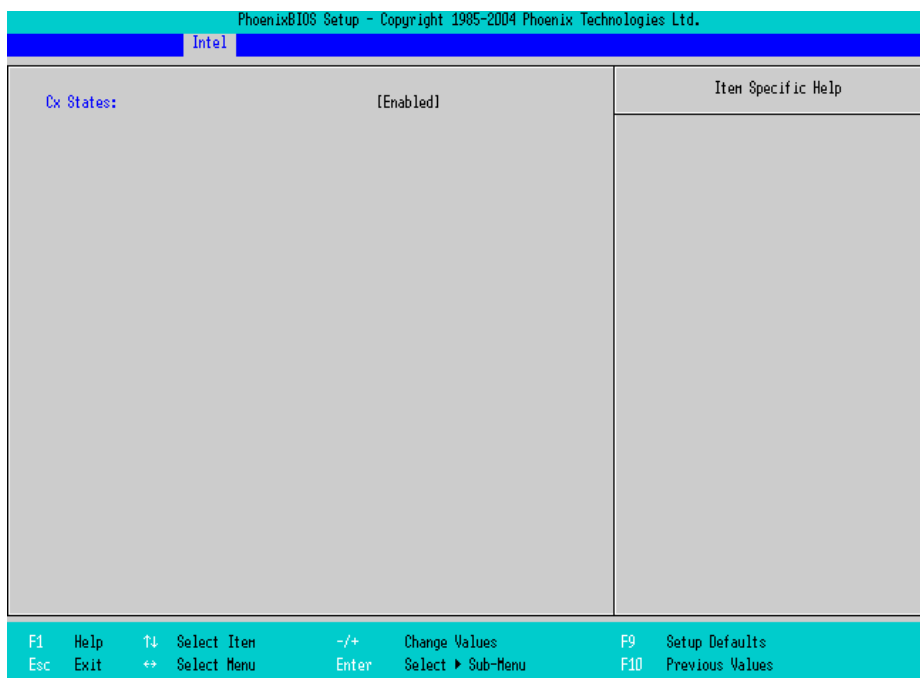 PhoenixBIOS Setup - Copyright 1985-2004 Phoenix Technologies Ltd.
Intel
Cx States: [Enabled]
Item Specific Help
F1 Help ↑↓ Select Item -/+ Change Values F9 Setup Defaults
Esc Exit ↔ Select Menu Enter Select ▶ Sub-Menu F10 Previous Values